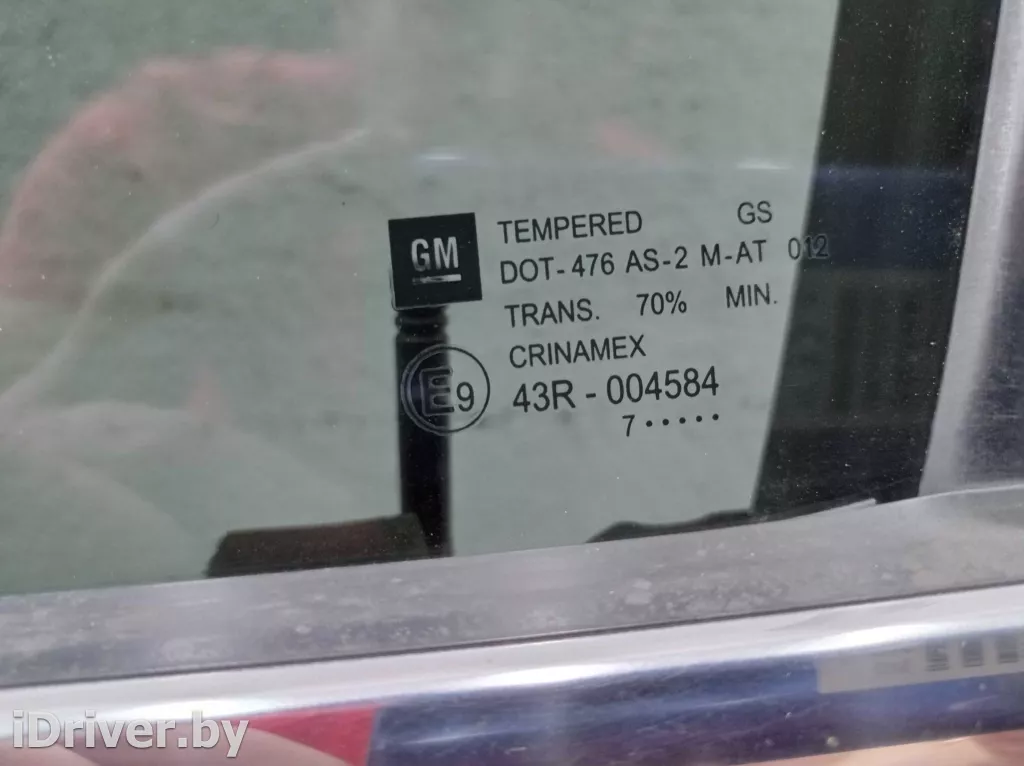 GM
TEMPERED GS
DOT-476 AS-2 M-AT 012
TRANS. 70% MIN.
CRINAMEX
E9 43R - 004584
7 • • • • •
iDriver.by